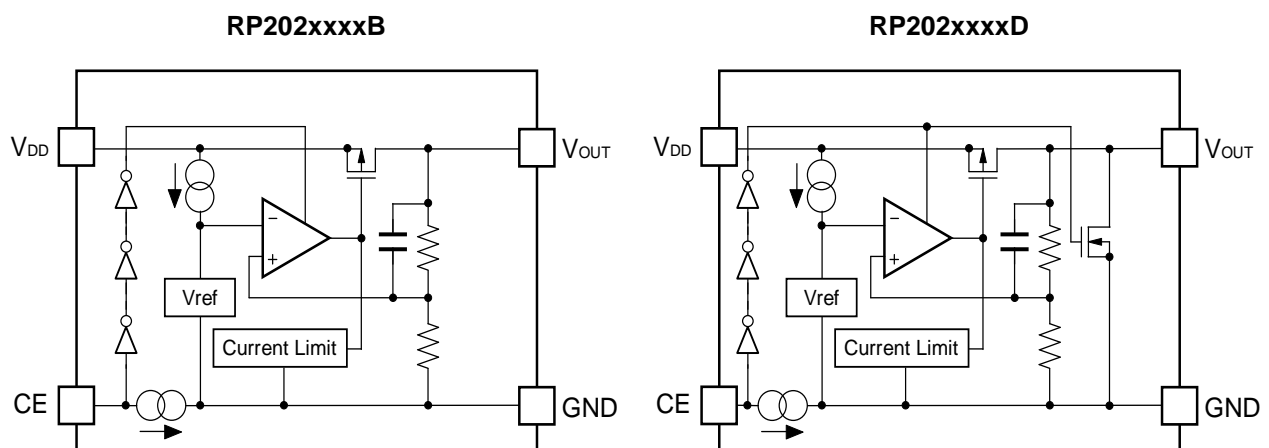 RP202xxxxB
VDD
VOUT
−
+
Vref
Current Limit
CE
GND
RP202xxxxD
VDD
VOUT
−
+
Vref
Current Limit
CE
GND